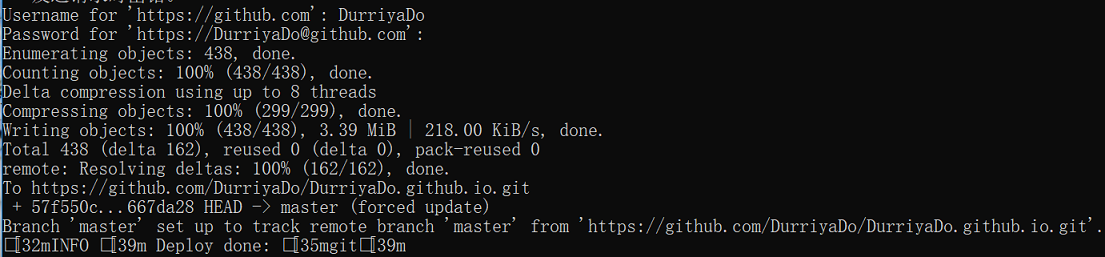 Username for 'https://github.com': DurriyaDo
Password for 'https://DurriyaDo@github.com':
Enumerating objects: 438, done.
Counting objects: 100% (438/438), done.
Delta compression using up to 8 threads
Compressing objects: 100% (299/299), done.
Writing objects: 100% (438/438), 3.39 MiB | 218.00 KiB/s, done.
Total 438 (delta 162), reused 0 (delta 0), pack-reused 0
remote: Resolving deltas: 100% (162/162), done.
To https://github.com/DurriyaDo/DurriyaDo.github.io.git
 + 57f550c...667da28 HEAD -> master (forced update)
Branch 'master' set up to track remote branch 'master' from 'https://github.com/DurriyaDo/DurriyaDo.github.io.git'.
[32mINFO [39m Deploy done: [35mgit[39m